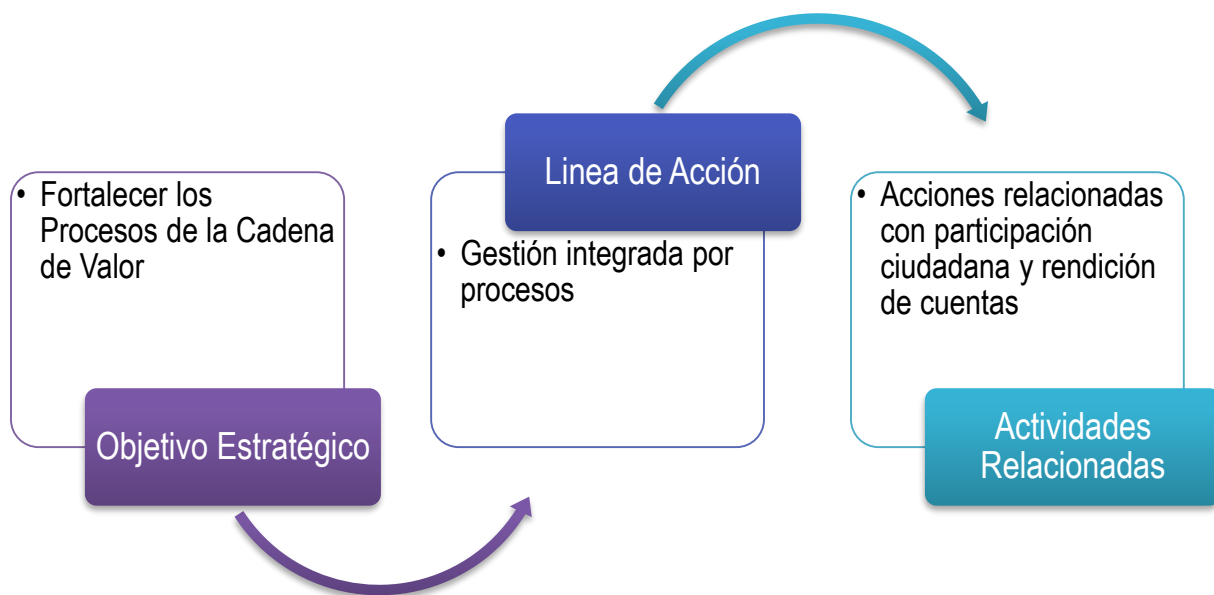 • Fortalecer los
Procesos de la Cadena
de Valor
Objetivo Estratégico
Linea de Acción
• Gestión integrada por
procesos
• Acciones relacionadas
con participación
ciudadana y rendición
de cuentas
Actividades
Relacionadas